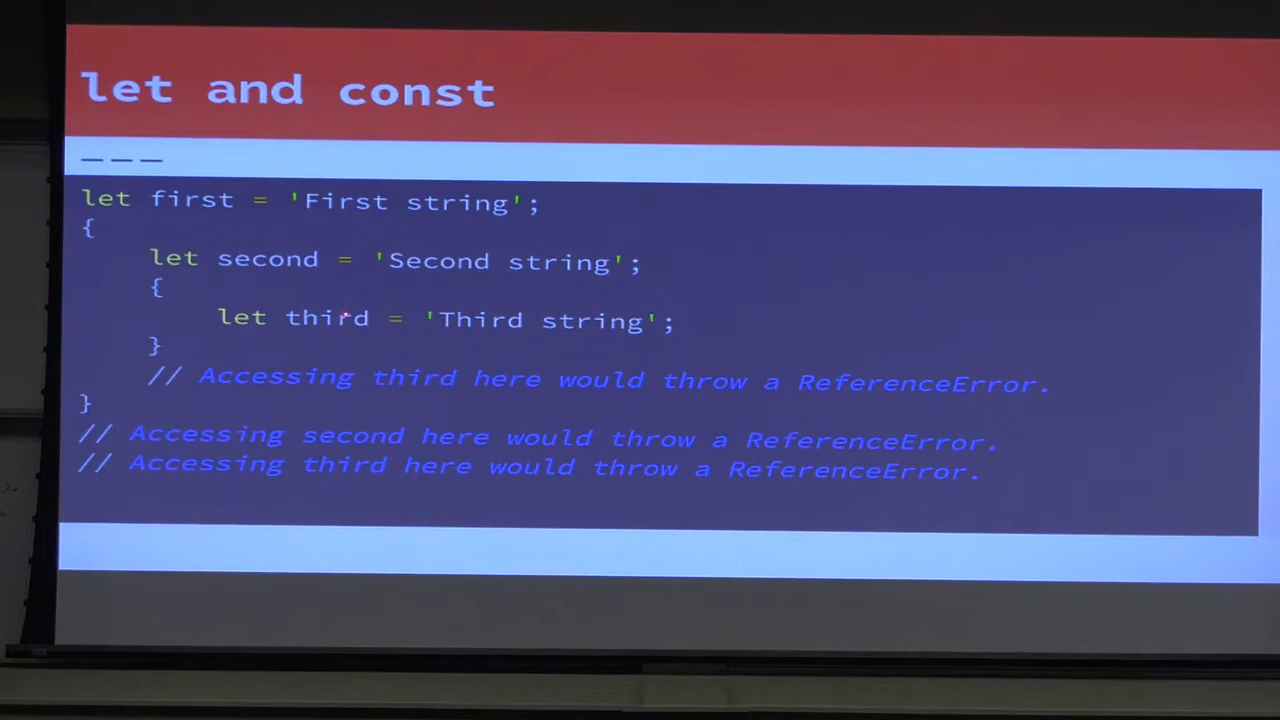 let and const
---
let first = 'First string';
{
    let second = 'Second string';
    {
        let third = 'Third string';
    }
    // Accessing third here would throw a ReferenceError.
}
// Accessing second here would throw a ReferenceError.
// Accessing third here would throw a ReferenceError.